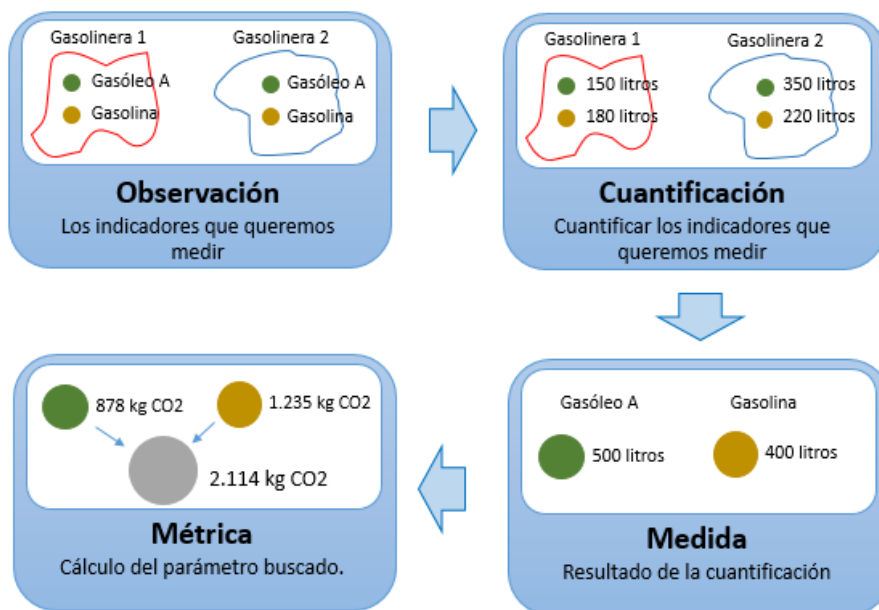 Gasolinera 1
Gasolinera 2
Gasóleo A
Gasolina
Gasóleo A
Gasolina
Observación
Los indicadores que queremos
medir
Gasolinera 1
Gasolinera 2
150 litros
180 litros
350 litros
220 litros
Cuantificación
Cuantificar los indicadores que
queremos medir
Gasóleo A
Gasolina
500 litros
400 litros
Medida
Resultado de la cuantificación
878 kg CO2
1.235 kg CO2
2.114 kg CO2
Métrica
Cálculo del parámetro buscado.